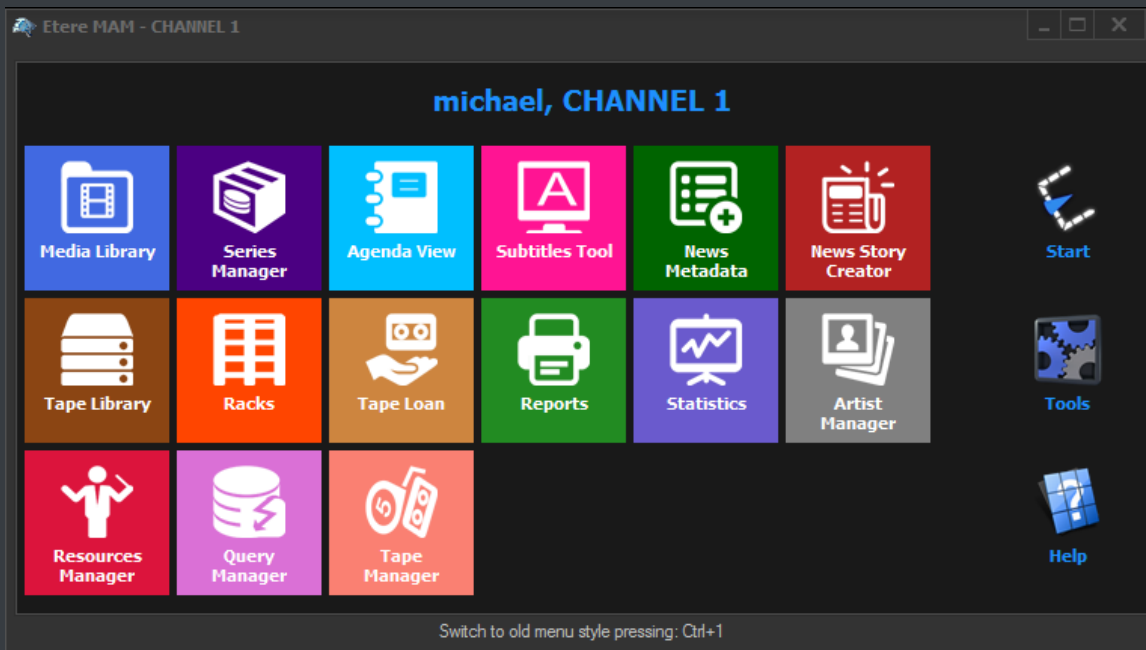 Etere MAM - CHANNEL 1
michael, CHANNEL 1
Media Library
Series
Manager
Agenda View
A
Subtitles Tool
News
Metadata
News Story
Creator
Start
Tape Library
Racks
Tape Loan
Reports
Statistics
Artist
Manager
Tools
Resources
Manager
Query
Manager
5
Tape
Manager
?
Help
Switch to old menu style pressing: Ctrl+1